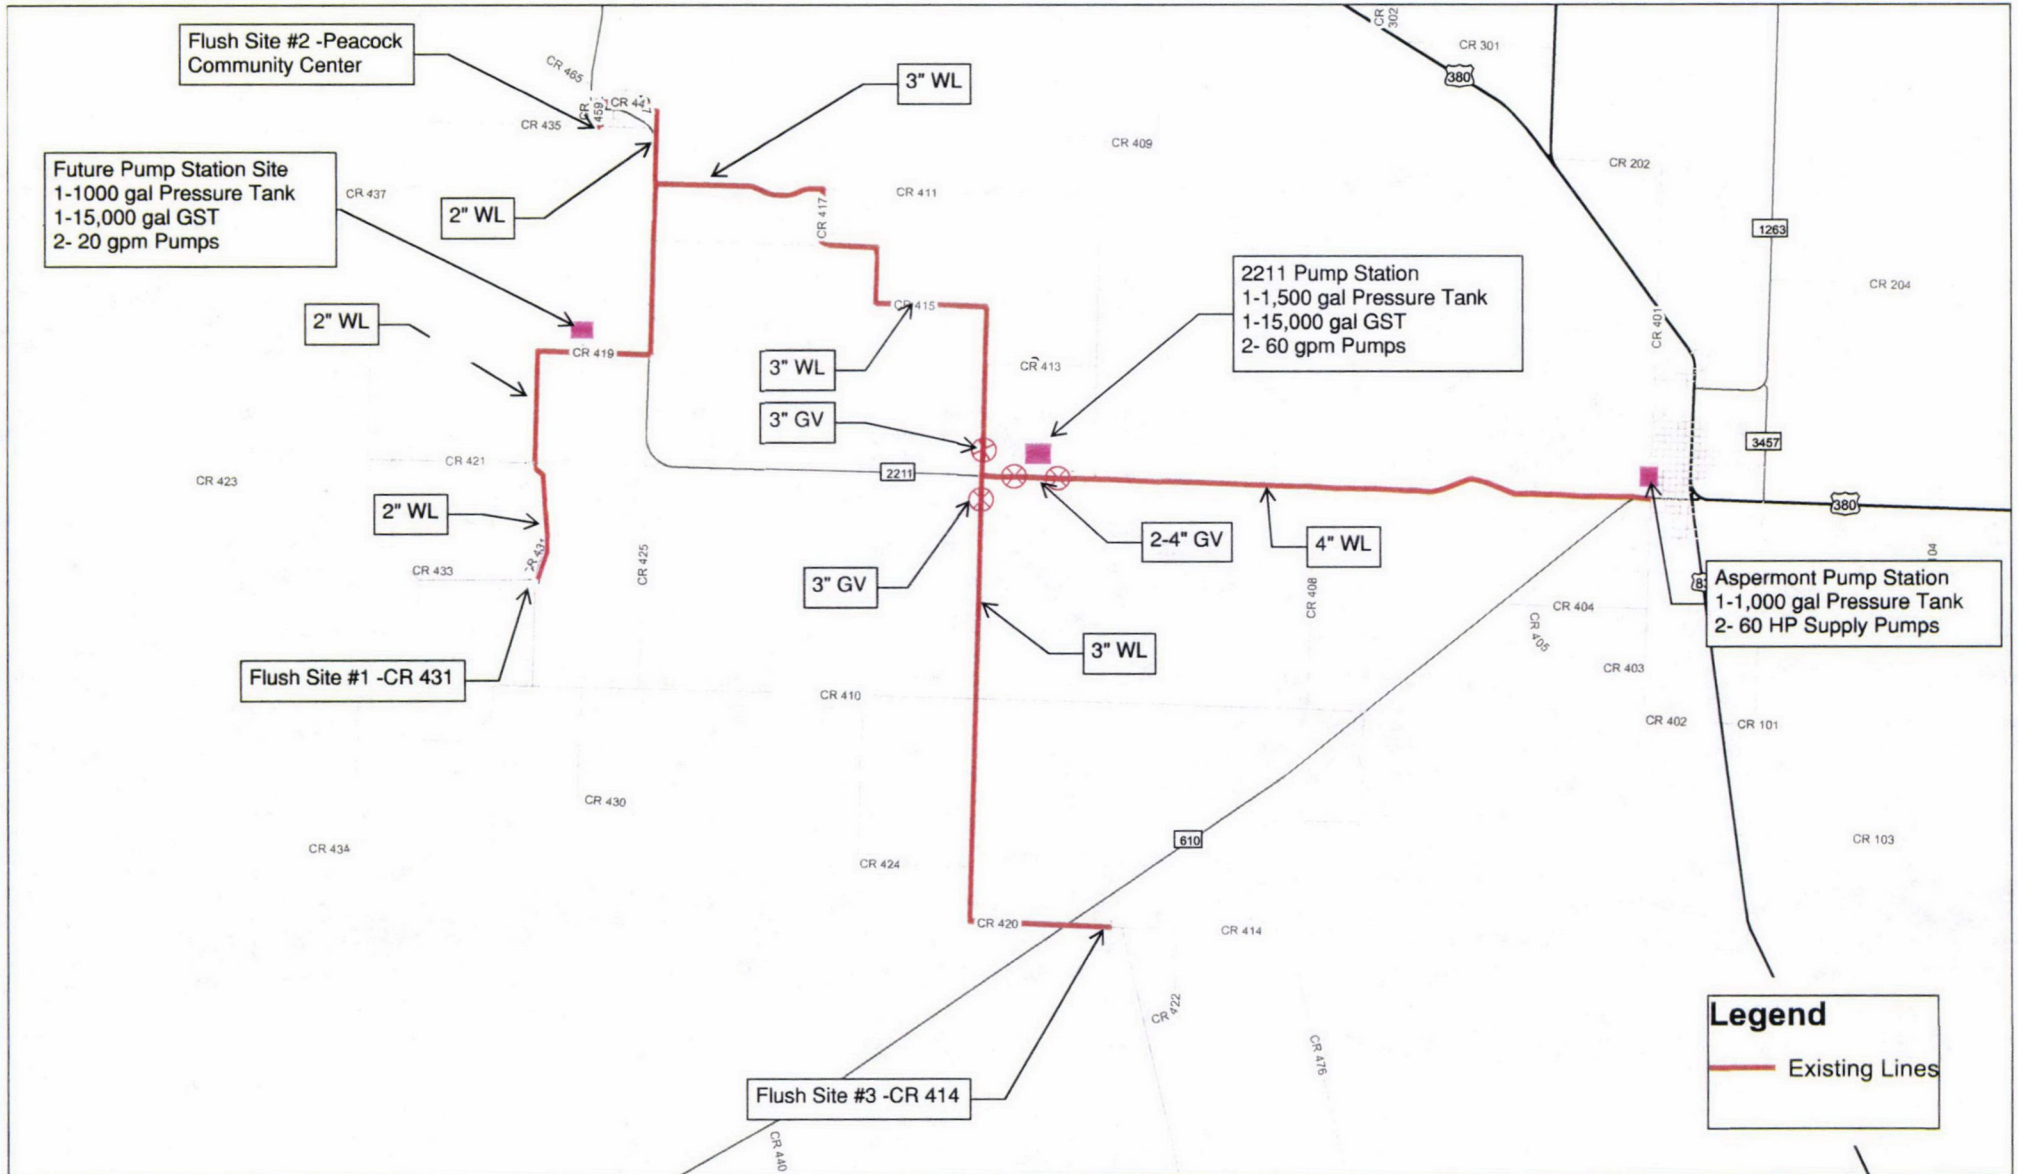 Flush Site #2 -Peacock
Community Center
CR 465
CR 459
CR 435
3" WL
CR 302
CR 301
380
CR 409
CR 202
Future Pump Station Site
1-1000 gal Pressure Tank
1-15,000 gal GST
2- 20 gpm Pumps
CR 437
2" WL
CR 417
CR 411
1263
2211 Pump Station
1-1,500 gal Pressure Tank
1-15,000 gal GST
2- 60 gpm Pumps
CR 204
2" WL
CR 415
CR 401
CR 419
3" WL
CR 413
3" GV
3457
CR 421
2211
CR 423
380
2" WL
2-4" GV
4" WL
CR 431
CR 433
CR 425
3" GV
CR 408
CR 404
CR 405
Aspermont Pump Station
1-1,000 gal Pressure Tank
2- 60 HP Supply Pumps
3" WL
CR 403
Flush Site #1 -CR 431
CR 410
CR 402
CR 101
CR 430
610
CR 103
CR 434
CR 424
CR 420
CR 414
CR 422
Legend
Existing Lines
CR 476
Flush Site #3 -CR 414
CR 440